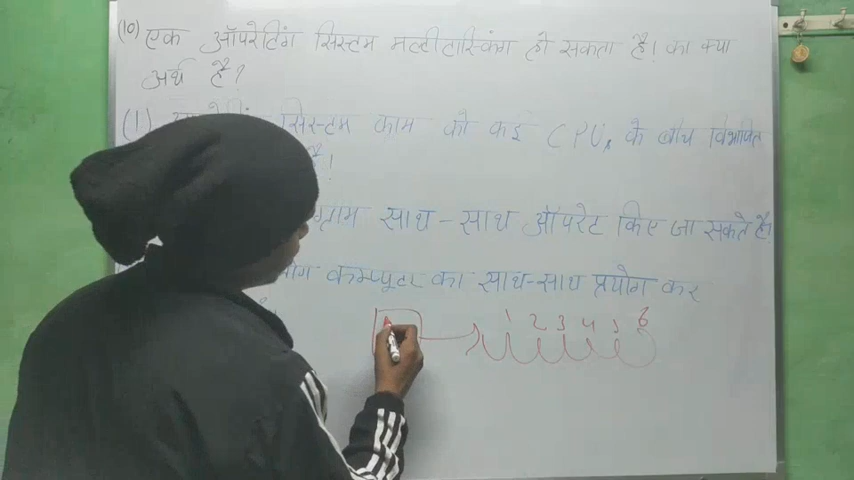 (10) एक ऑपरेटिंग सिस्टम मल्टीटास्किंग हो सकता है। का क्या
अर्थ है?
(1) सिस्टम काम को कई CPUs के बीच विभाजित
है!
साथ-साथ ऑपरेट किए जा सकते है।
कम्प्यूटर का साथ-साथ प्रयोग कर
1 2 3 4 5 6